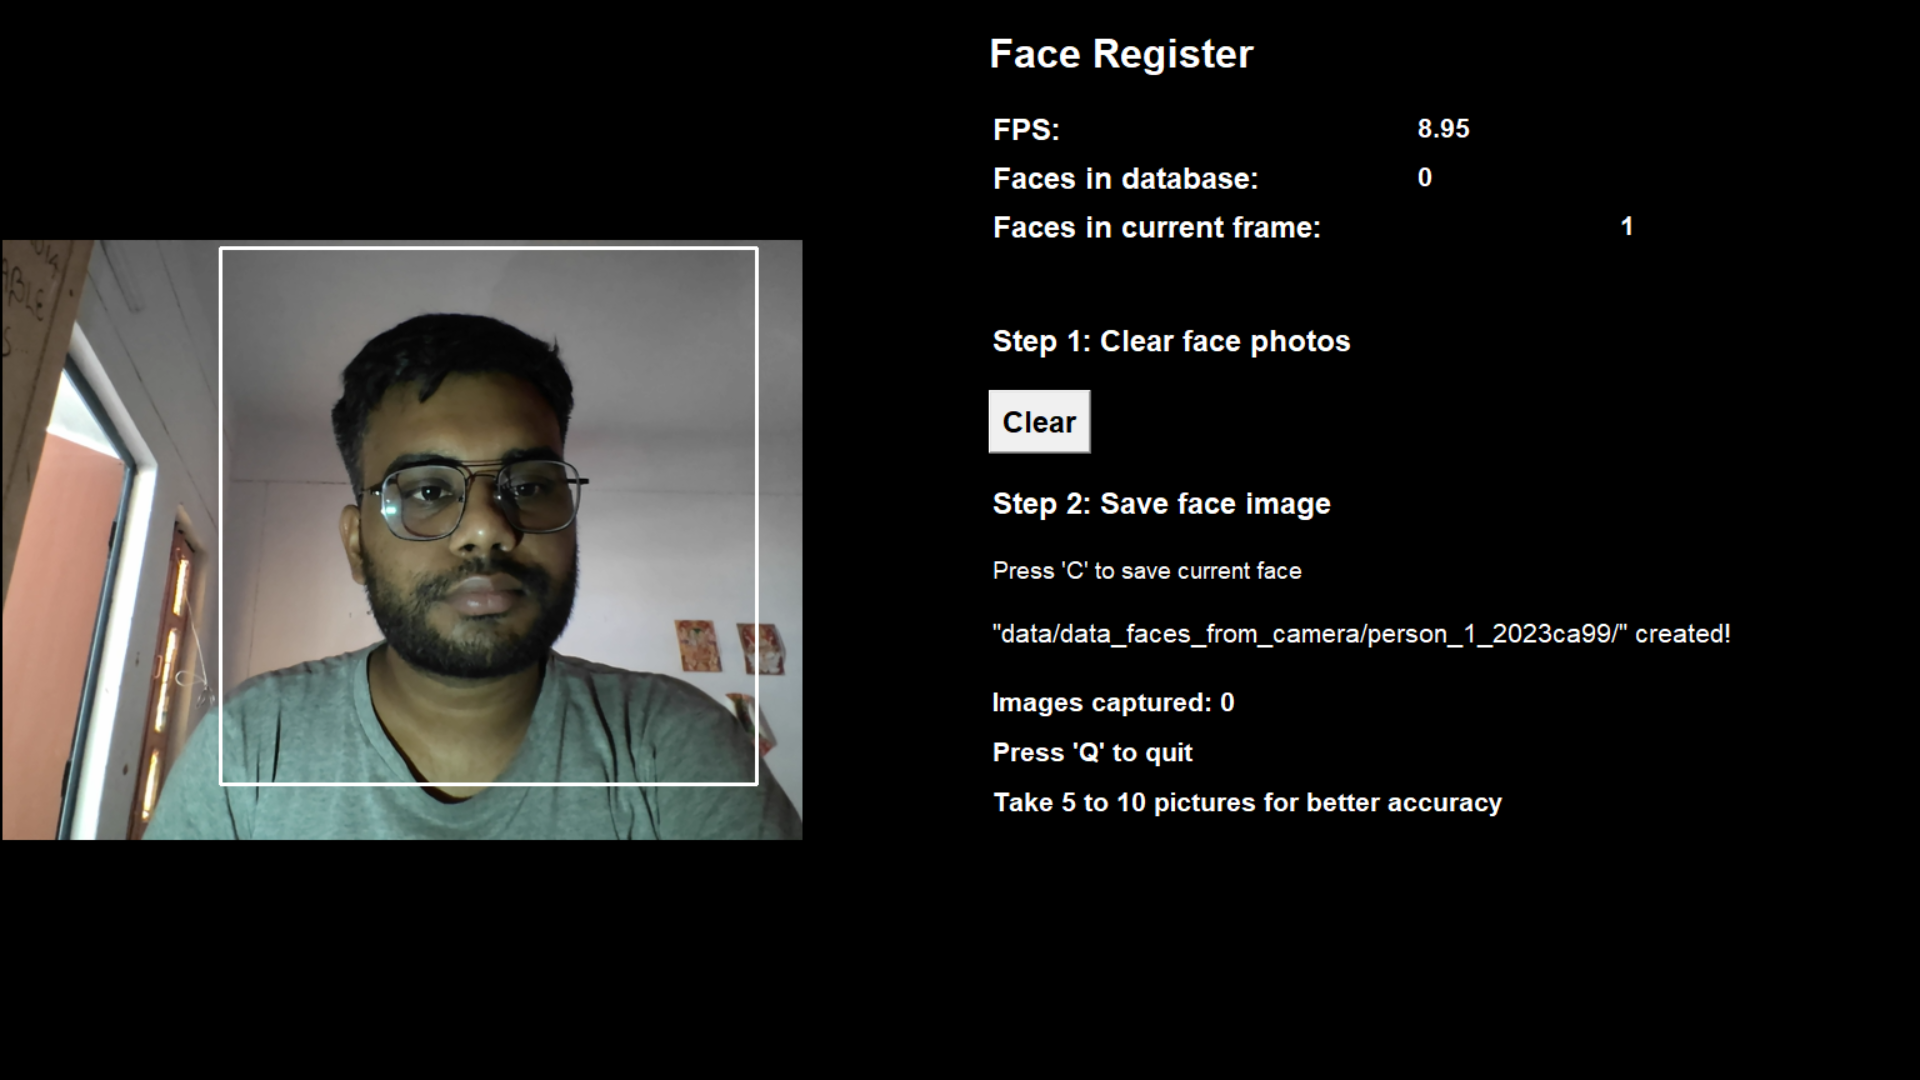 Face Register
FPS: 8.95
Faces in database: 0
Faces in current frame: 1
Step 1: Clear face photos
Clear
Step 2: Save face image
Press 'C' to save current face
"data/data_faces_from_camera/person_1_2023ca99/" created!
Images captured: 0
Press 'Q' to quit
Take 5 to 10 pictures for better accuracy
ABLE